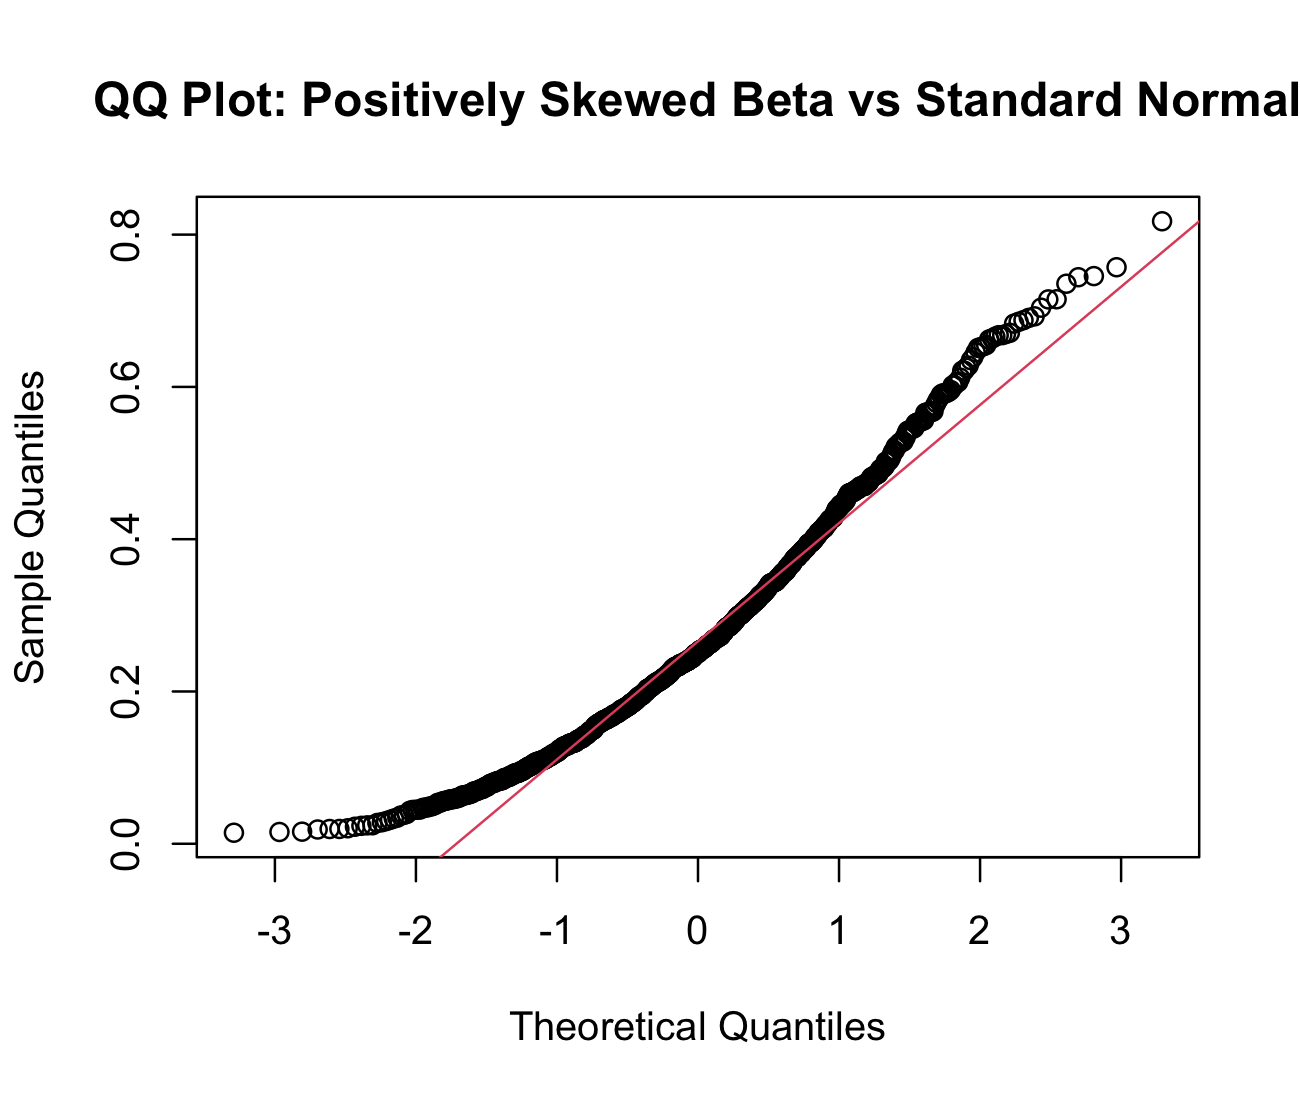 QQ Plot: Positively Skewed Beta vs Standard Normal
Sample Quantiles
0.8
0.6
0.4
0.2
0.0
-3 -2 -1 0 1 2 3
Theoretical Quantiles